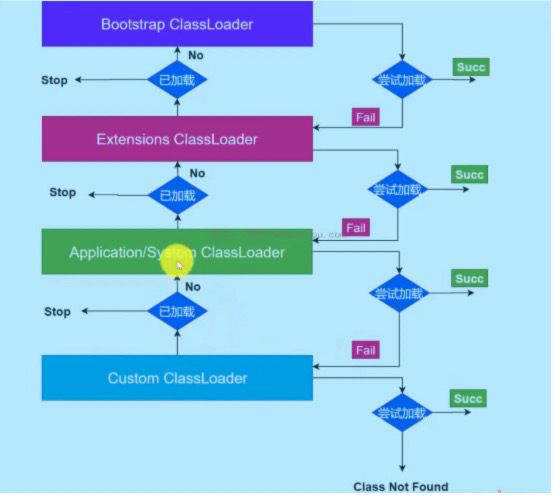 Bootstrap ClassLoader
No
Stop
已加载
尝试加载
Succ
Fail
Extensions ClassLoader
No
Stop
已加载
尝试加载
Succ
Fail
Application/System ClassLoader
No
Stop
已加载
尝试加载
Succ
Fail
Custom ClassLoader
尝试加载
Succ
Class Not Found